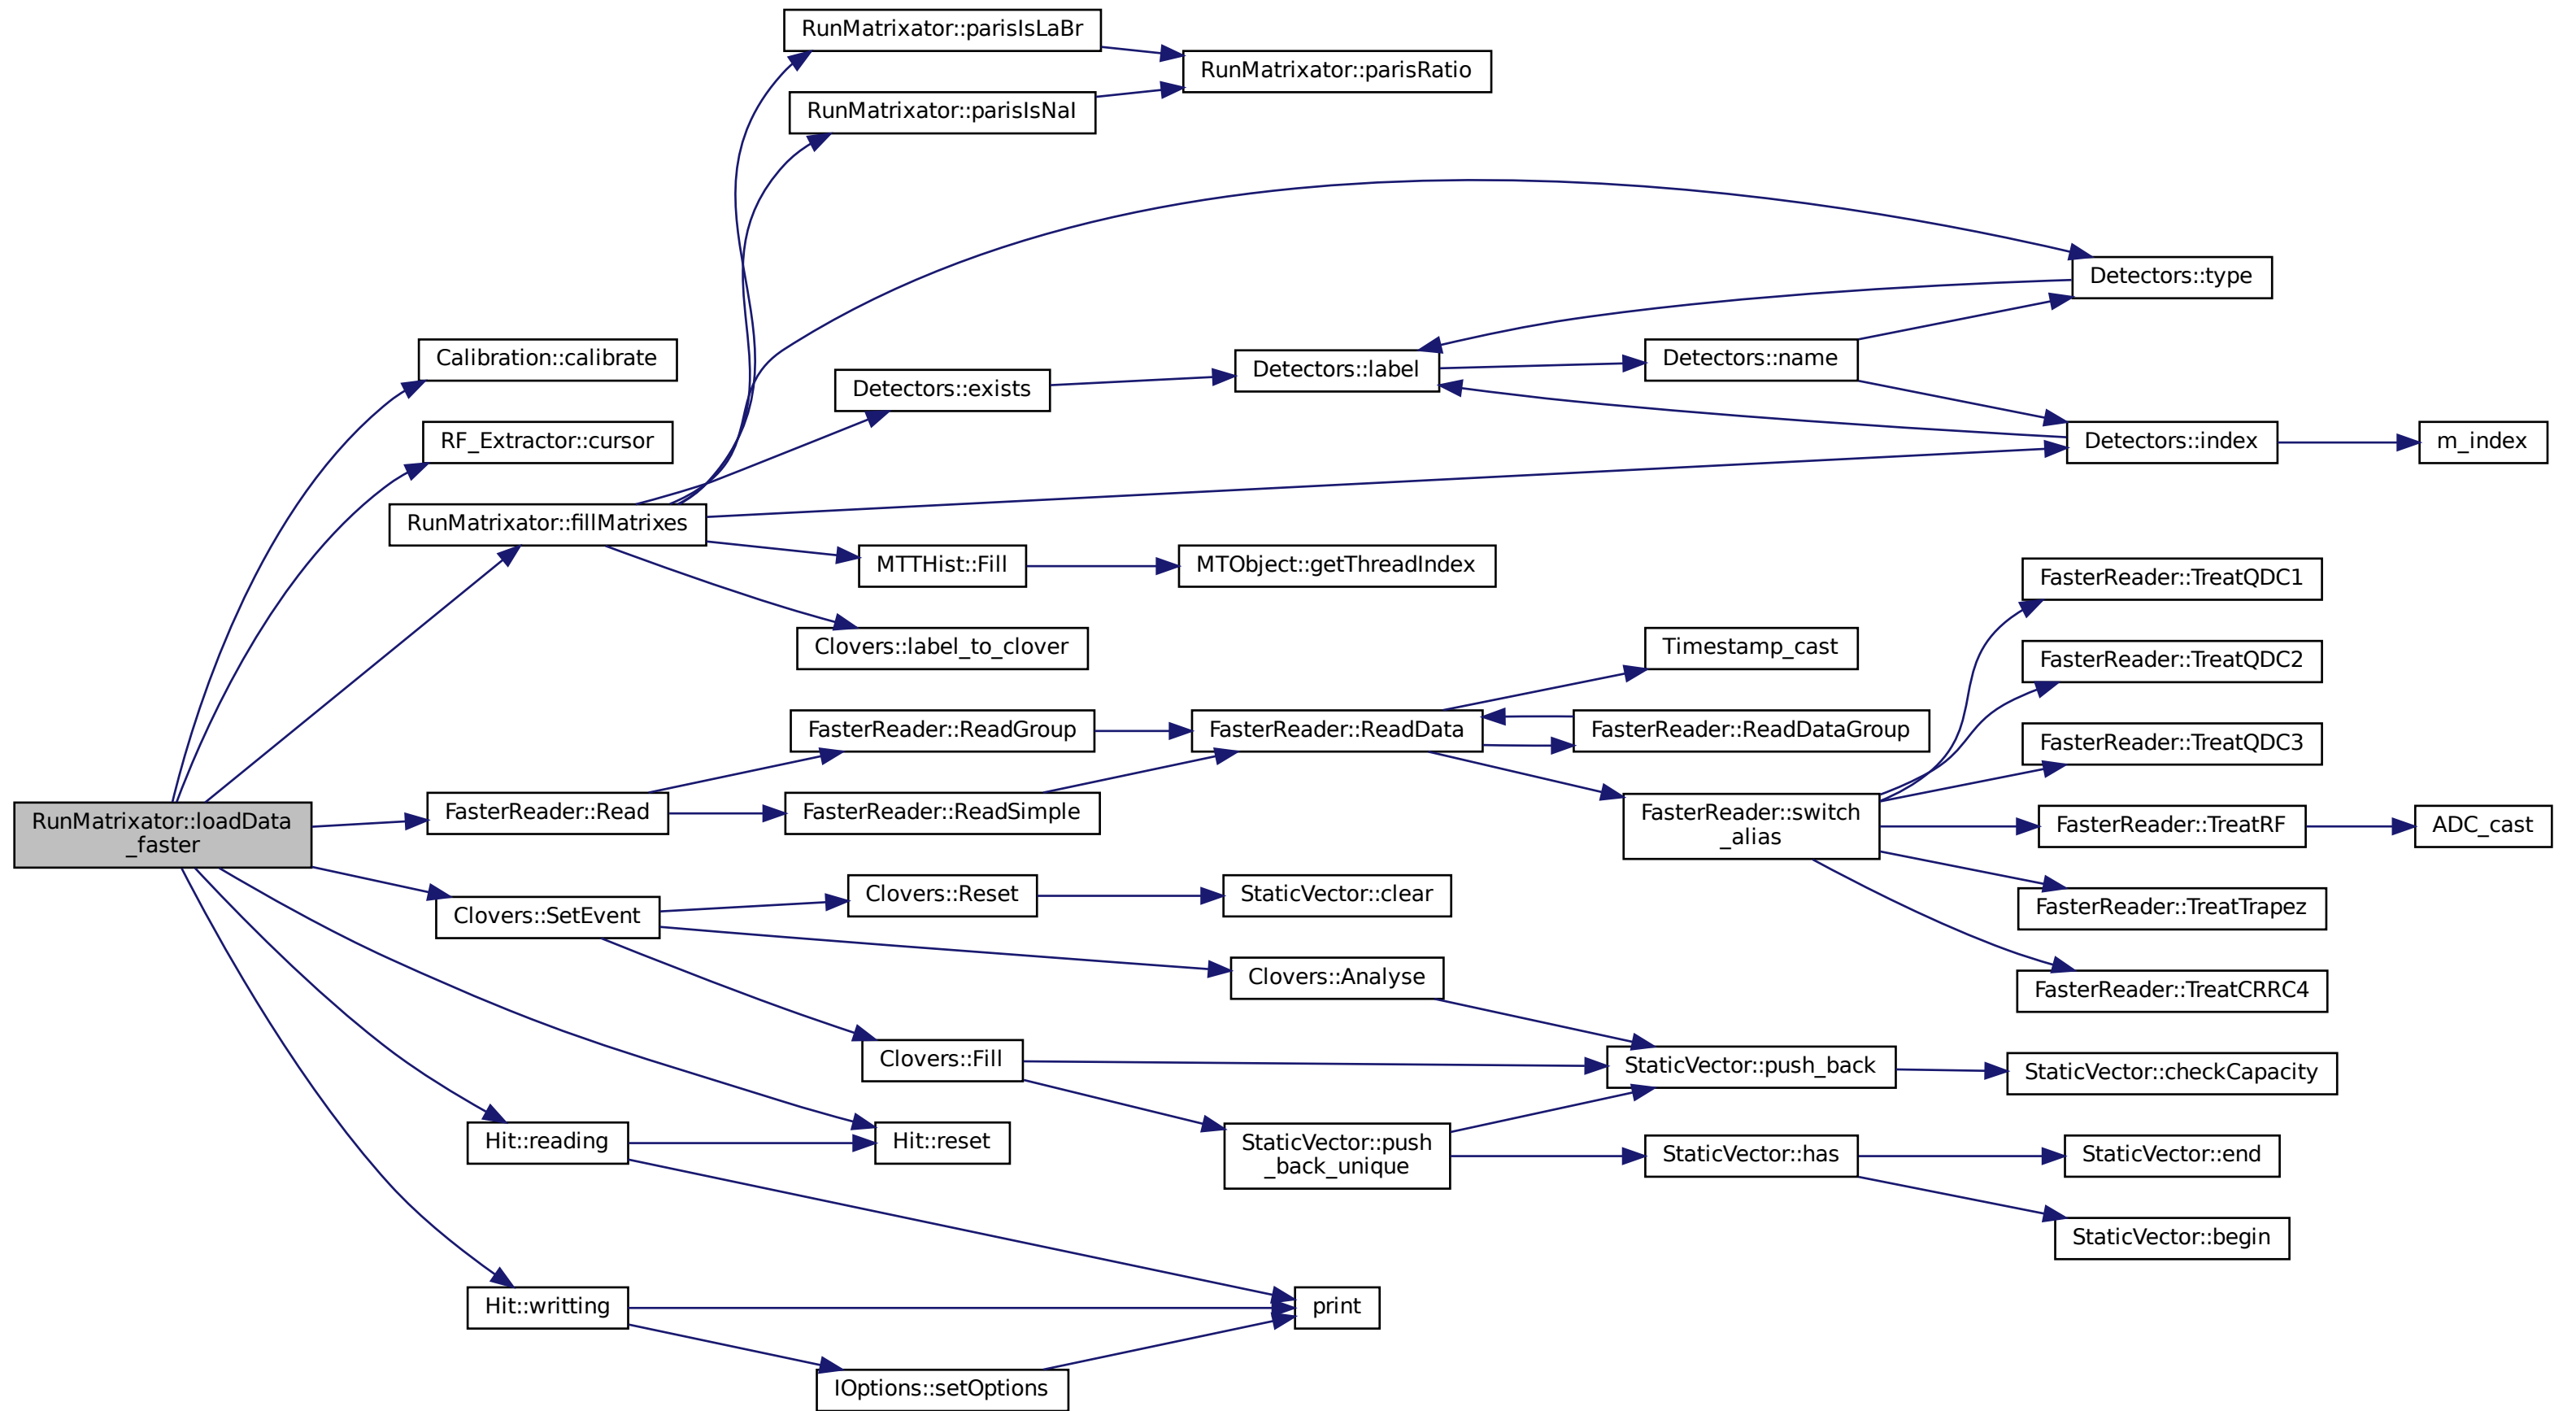 RunMatrixator::parisIsLaBr
RunMatrixator::parisRatio
RunMatrixator::parisIsNaI
Detectors::type
Calibration::calibrate
Detectors::label
Detectors::name
Detectors::exists
RF_Extractor::cursor
Detectors::index
m_index
RunMatrixator::fillMatrixes
MTTHist::Fill
MTObject::getThreadIndex
FasterReader::TreatQDC1
Clovers::label_to_clover
Timestamp_cast
FasterReader::TreatQDC2
FasterReader::ReadGroup
FasterReader::ReadData
FasterReader::ReadDataGroup
FasterReader::TreatQDC3
RunMatrixator::loadData
_faster
FasterReader::Read
FasterReader::ReadSimple
FasterReader::switch
_alias
FasterReader::TreatRF
ADC_cast
Clovers::SetEvent
Clovers::Reset
StaticVector::clear
FasterReader::TreatTrapez
Clovers::Analyse
FasterReader::TreatCRRC4
Clovers::Fill
StaticVector::push_back
StaticVector::checkCapacity
Hit::reading
Hit::reset
StaticVector::push
_back_unique
StaticVector::has
StaticVector::end
StaticVector::begin
Hit::writting
print
IOptions::setOptions